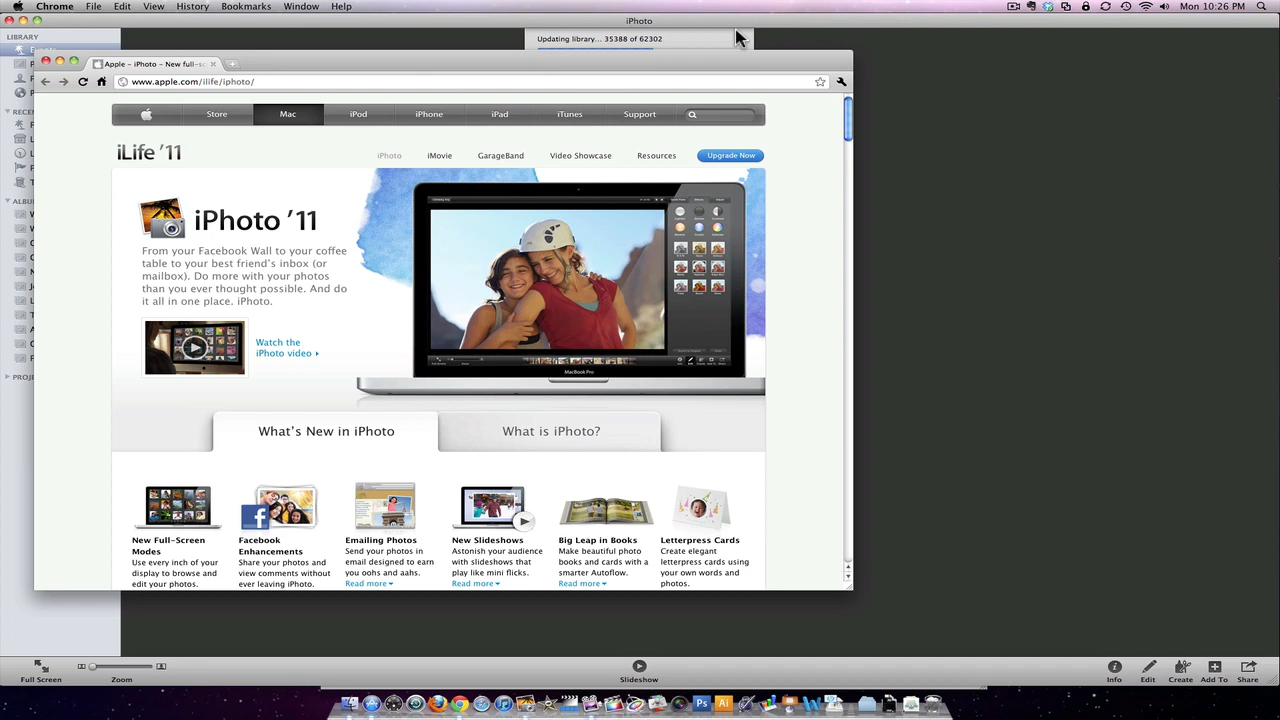 Chrome File Edit View History Bookmarks Window Help
Mon 10:26 PM
iPhoto
LIBRARY
Updating library... 35388 of 62302
Apple – iPhoto – New full-sc
www.apple.com/ilife/iphoto/
Store Mac iPod iPhone iPad iTunes Support
iLife '11
iPhoto iMovie GarageBand Video Showcase Resources Upgrade Now
iPhoto '11
From your Facebook Wall to your coffee
table to your best friend's inbox (or
mailbox). Do more with your photos
than you ever thought possible. And do
it all in one place. iPhoto.
Watch the
iPhoto video
MacBook Pro
What's New in iPhoto
What is iPhoto?
New Full-Screen
Modes
Use every inch of your
display to browse and
edit your photos.
Facebook
Enhancements
Share your photos and
view comments without
ever leaving iPhoto.
Emailing Photos
Send your photos in
email designed to earn
you oohs and aahs.
Read more
New Slideshows
Astonish your audience
with slideshows that
play like mini flicks.
Read more
Big Leap in Books
Make beautiful photo
books and cards with a
smarter Autoflow.
Read more
Letterpress Cards
Create elegant
letterpress cards using
your own words and
photos.
RECE
ALBU
PROJ
Full Screen Zoom Slideshow Info Edit Create Add To Share
Ps Ai